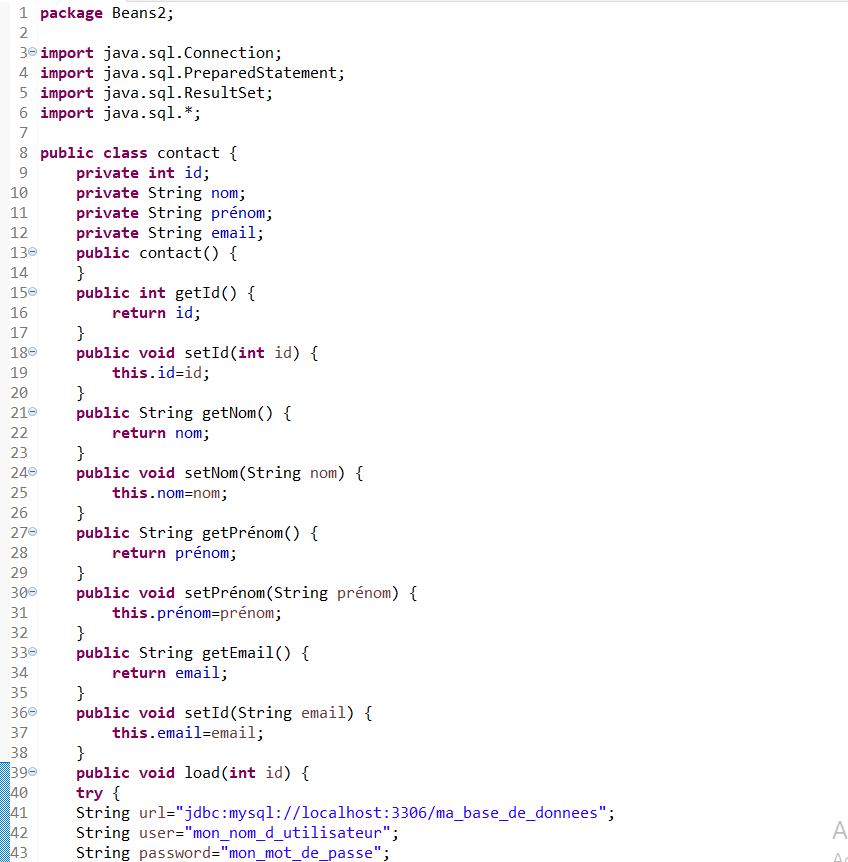 1 package Beans2;
2
3 import java.sql.Connection;
4 import java.sql.PreparedStatement;
5 import java.sql.ResultSet;
6 import java.sql.*;
7
8 public class contact {
9     private int id;
10     private String nom;
11     private String prénom;
12     private String email;
13     public contact() {
14     }
15     public int getId() {
16         return id;
17     }
18     public void setId(int id) {
19         this.id=id;
20     }
21     public String getNom() {
22         return nom;
23     }
24     public void setNom(String nom) {
25         this.nom=nom;
26     }
27     public String getPrénom() {
28         return prénom;
29     }
30     public void setPrénom(String prénom) {
31         this.prénom=prénom;
32     }
33     public String getEmail() {
34         return email;
35     }
36     public void setId(String email) {
37         this.email=email;
38     }
39     public void load(int id) {
40     try {
41     String url="jdbc:mysql://localhost:3306/ma_base_de_donnees";
42     String user="mon_nom_d_utilisateur";
43     String password="mon_mot_de_passe";